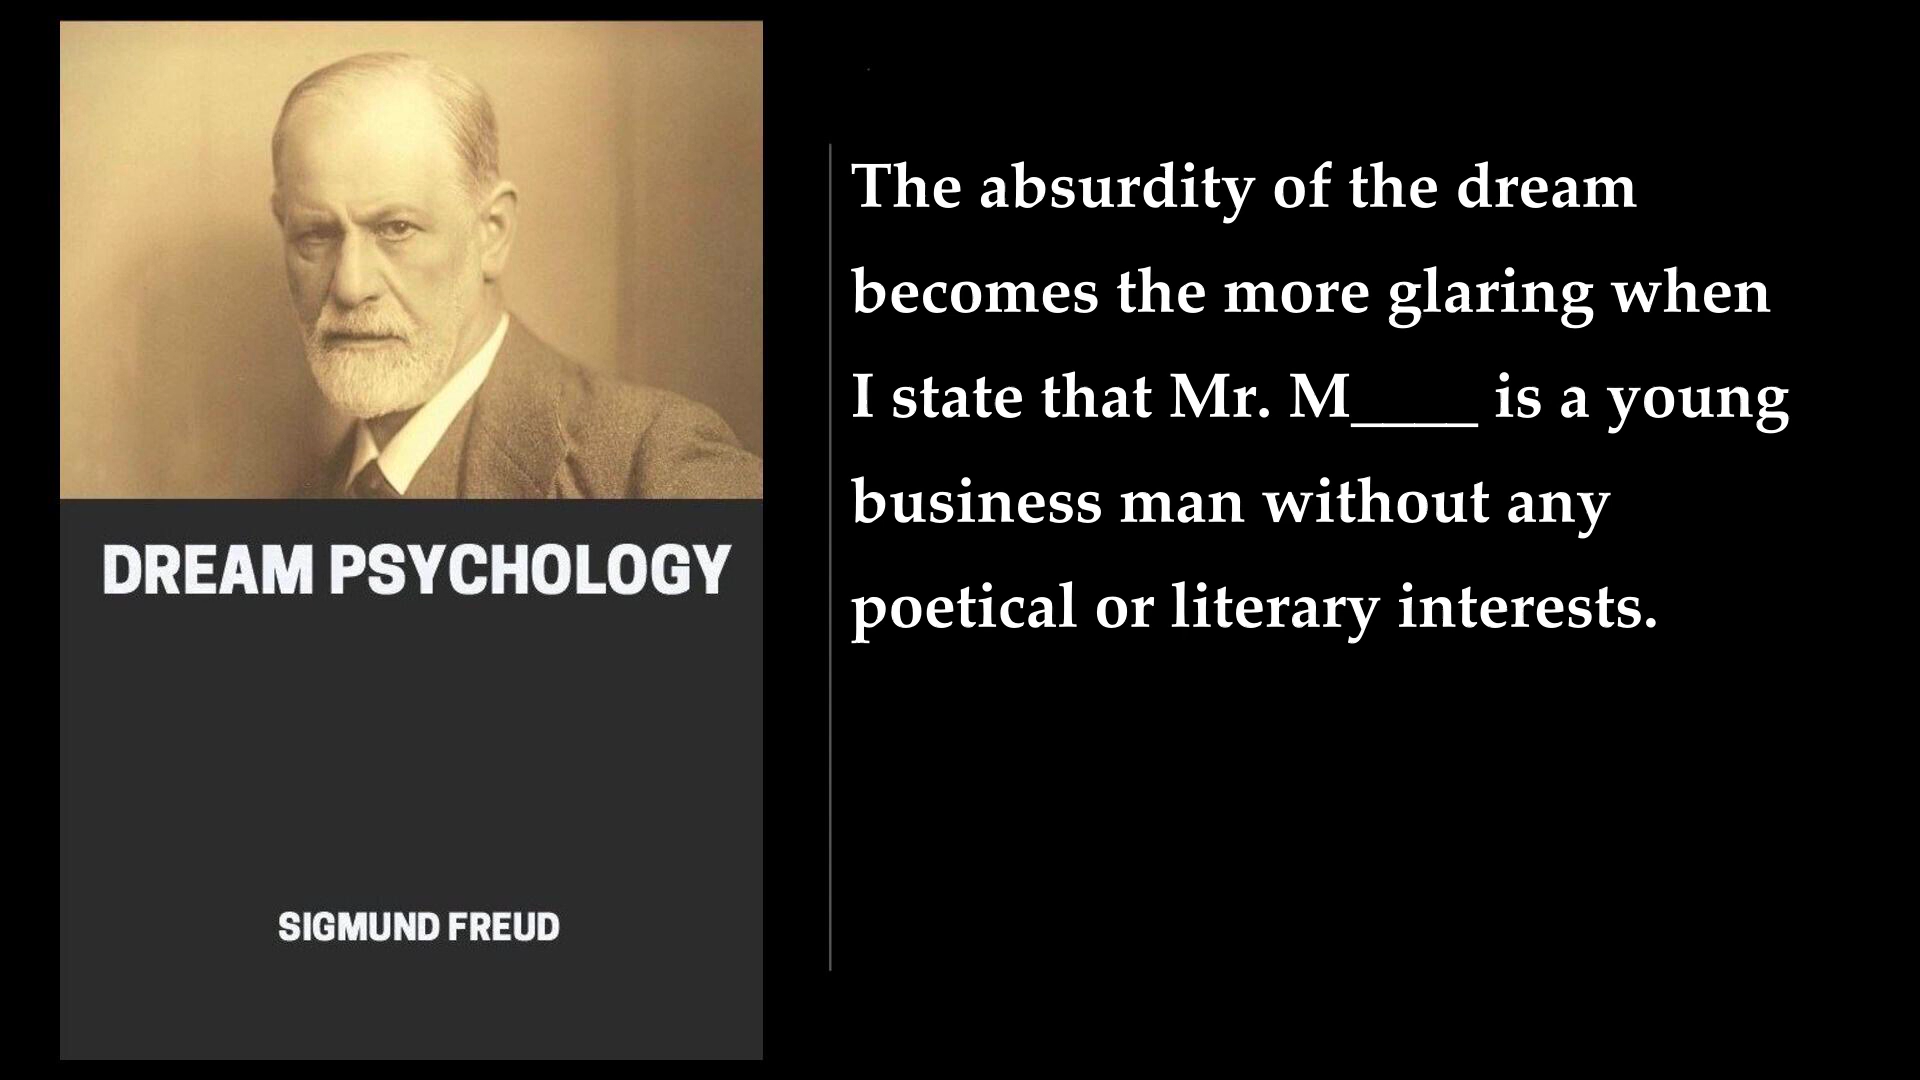 DREAM PSYCHOLOGY
SIGMUND FREUD
The absurdity of the dream
becomes the more glaring when
I state that Mr. M____ is a young
business man without any
poetical or literary interests.